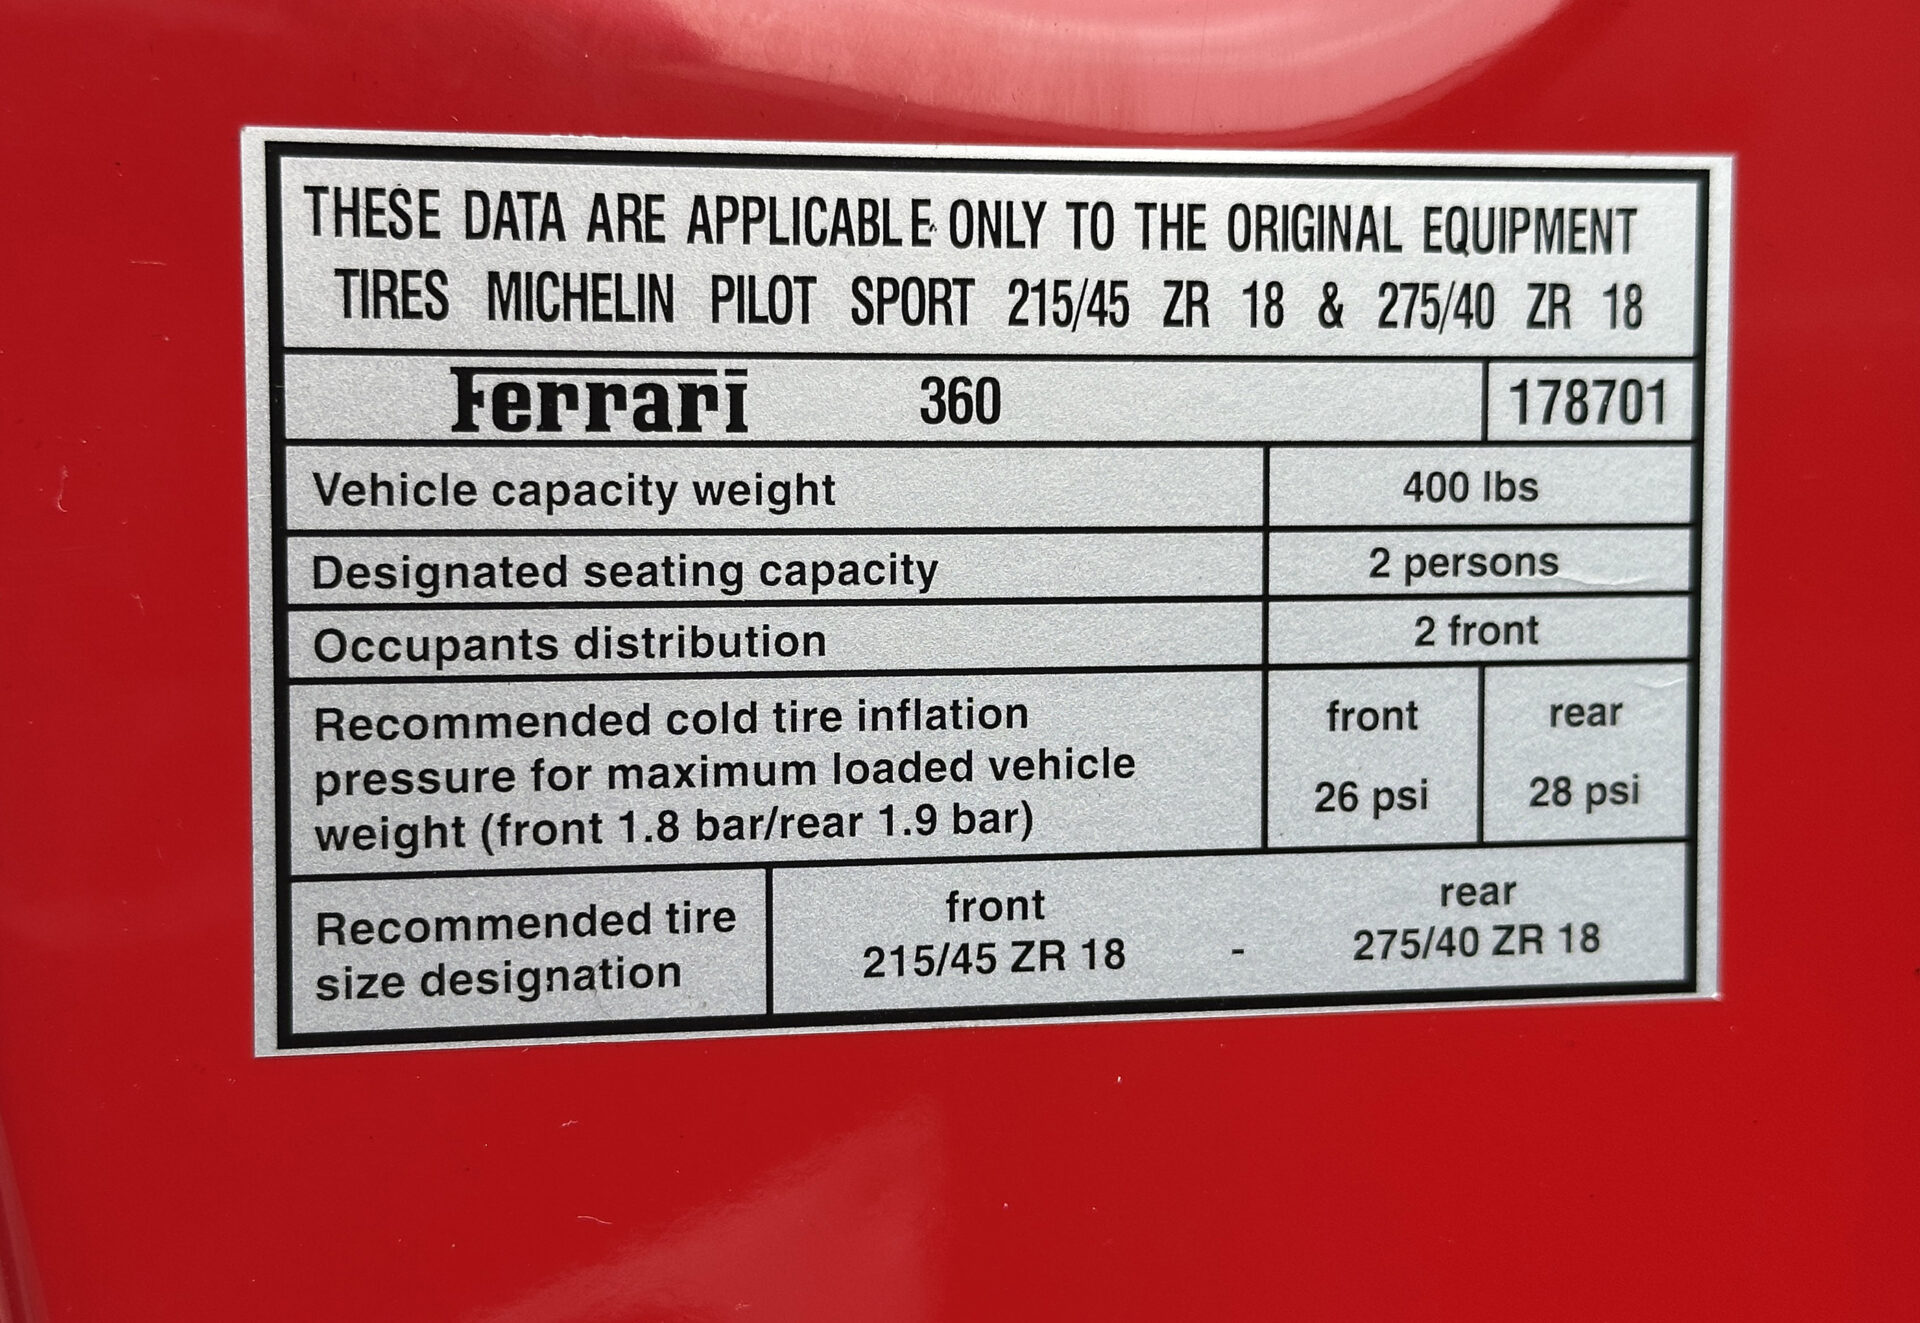 THESE DATA ARE APPLICABLE ONLY TO THE ORIGINAL EQUIPMENT
TIRES MICHELIN PILOT SPORT 215/45 ZR 18 & 275/40 ZR 18
Ferrari 360 178701
Vehicle capacity weight 400 lbs
Designated seating capacity 2 persons
Occupants distribution 2 front
Recommended cold tire inflation
pressure for maximum loaded vehicle
weight (front 1.8 bar/rear 1.9 bar)
front rear
26 psi 28 psi
Recommended tire
size designation
front rear
215/45 ZR 18 - 275/40 ZR 18